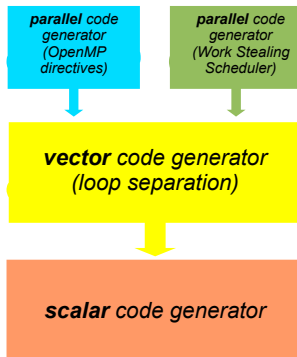 parallel code
generator
(OpenMP
directives)
parallel code
generator
(Work Stealing
Scheduler)
vector code generator
(loop separation)
scalar code generator